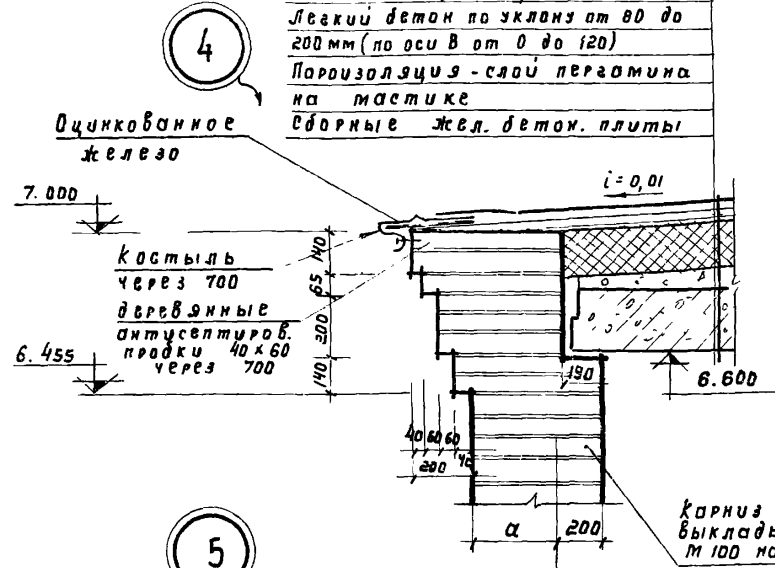 4
Легкий бетон по уклону от 80 до
200 мм (по оси В от 0 до 120)
Пароизоляция - слой пергамина
на мастике
Сборные жел. бетон. плиты
Оцинкованное
железо
i = 0,01
7.000
Костыль
через 700
деревянные
антисептиров.
пробки 40 x 60
через 700
140
65
200
140
6.455
190
6.600
40 60 60 40
200
Карниз
выклады
М 100 на
а
200
5